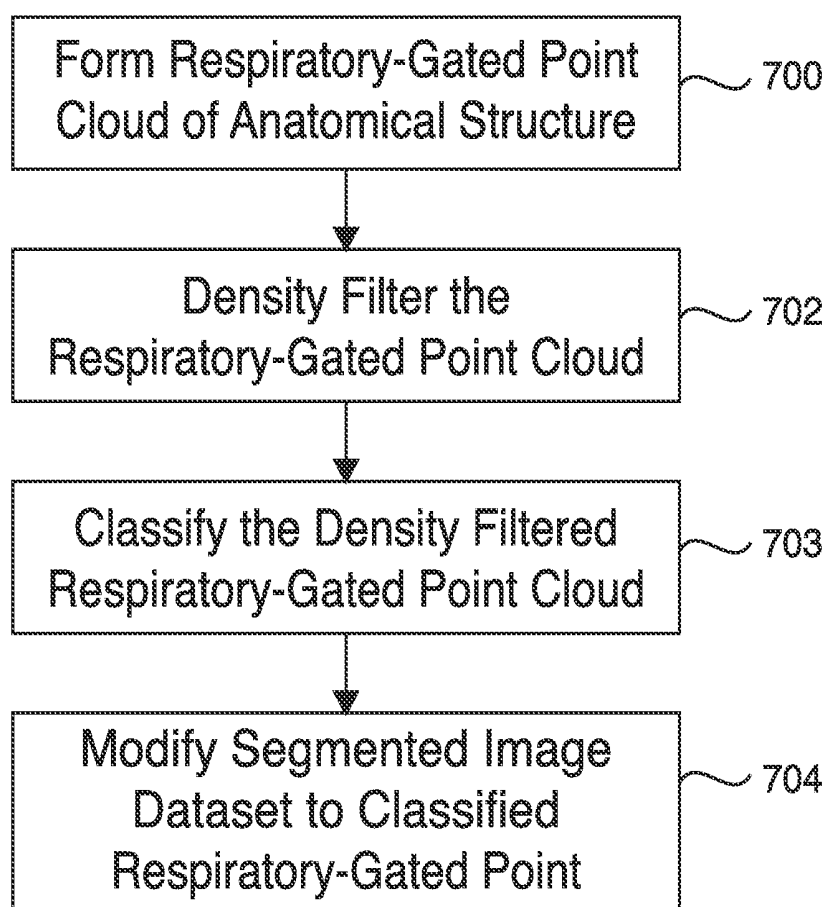 Form Respiratory-Gated Point
Cloud of Anatomical Structure
700
Density Filter the
Respiratory-Gated Point Cloud
702
Classify the Density Filtered
Respiratory-Gated Point Cloud
703
Modify Segmented Image
Dataset to Classified
Respiratory-Gated Point
704